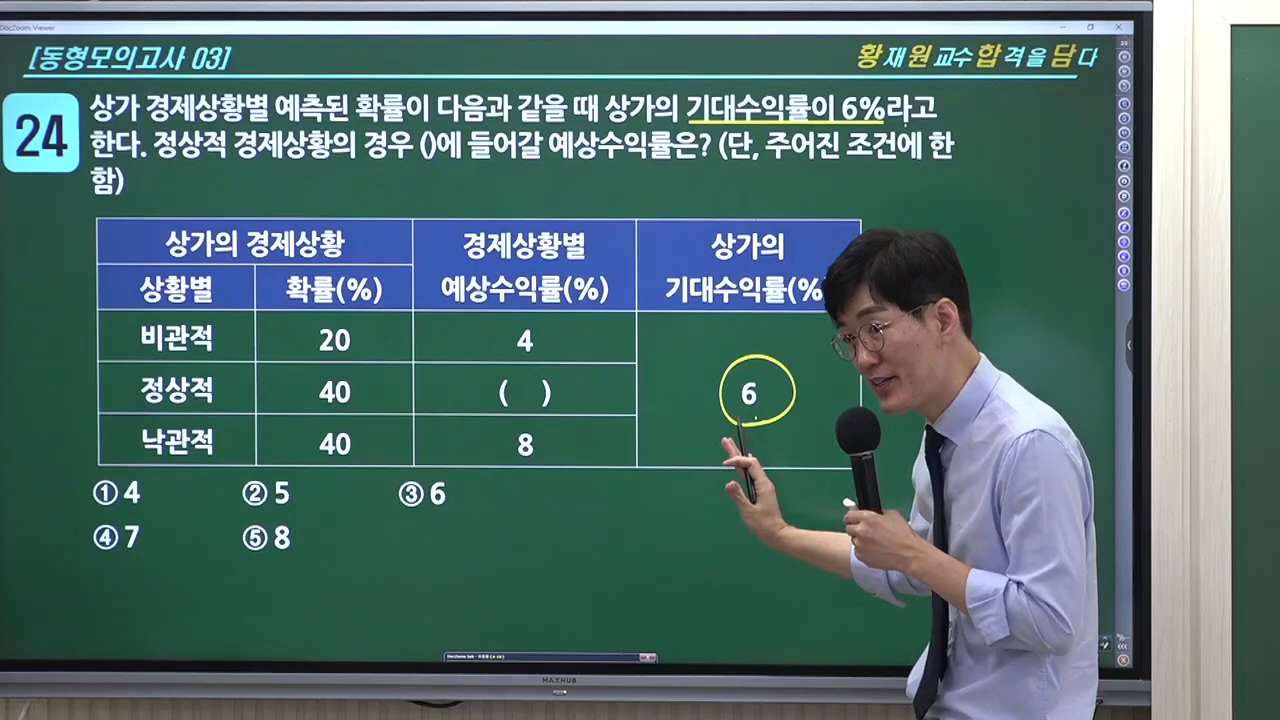 DocZoom Viewer
[동형모의고사 03]
황재원교수합격을담다
24
상가 경제상황별 예측된 확률이 다음과 같을 때 상가의 기대수익률이 6%라고
한다. 정상적 경제상황의 경우 ()에 들어갈 예상수익률은? (단, 주어진 조건에 한
함)
상가의 경제상황
상황별
확률(%)
경제상황별
예상수익률(%)
상가의
기대수익률(%
비관적 20 4
정상적 40 ( )
낙관적 40 8
6
① 4 ② 5 ③ 6
④ 7 ⑤ 8
MAXHUB